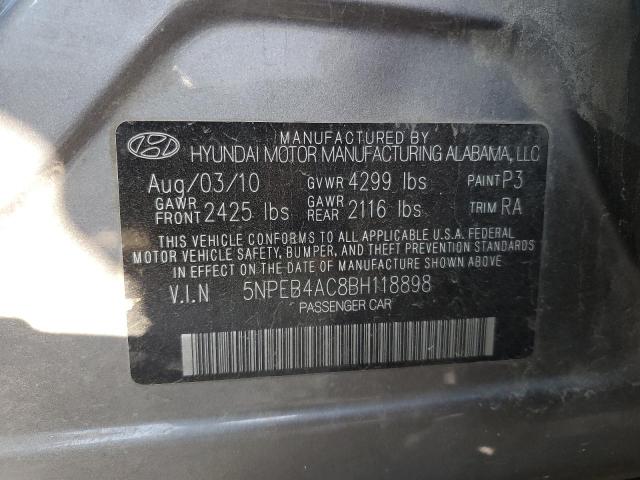 MANUFACTURED BY
HYUNDAI MOTOR MANUFACTURING ALABAMA, LLC
Aug/03/10 GVWR 4299 lbs PAINT P3
GAWR FRONT 2425 lbs GAWR REAR 2116 lbs TRIM RA
THIS VEHICLE CONFORMS TO ALL APPLICABLE U.S.A. FEDERAL
MOTOR VEHICLE SAFETY, BUMPER, AND THEFT PREVENTION STANDARDS
IN EFFECT ON THE DATE OF MANUFACTURE SHOWN ABOVE
V.I.N 5NPEB4AC8BH118898
PASSENGER CAR